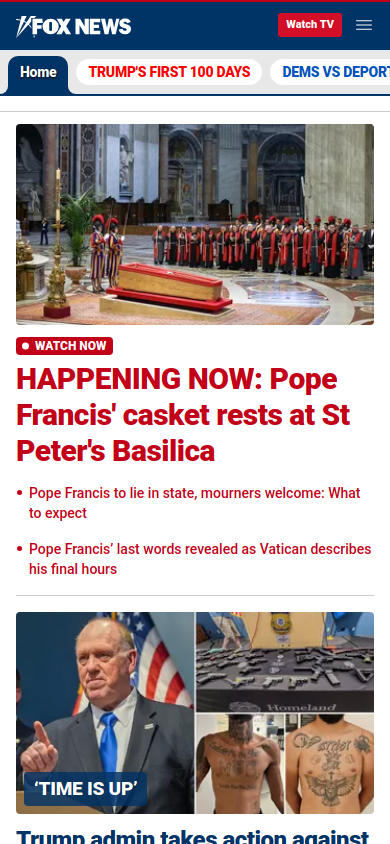 FOX NEWS
Watch TV
Home
TRUMP'S FIRST 100 DAYS
DEMS VS DEPORT
WATCH NOW
HAPPENING NOW: Pope
Francis' casket rests at St
Peter's Basilica
Pope Francis to lie in state, mourners welcome: What
to expect
Pope Francis’ last words revealed as Vatican describes
his final hours
Homeland
‘TIME IS UP’
Trump admin takes action against